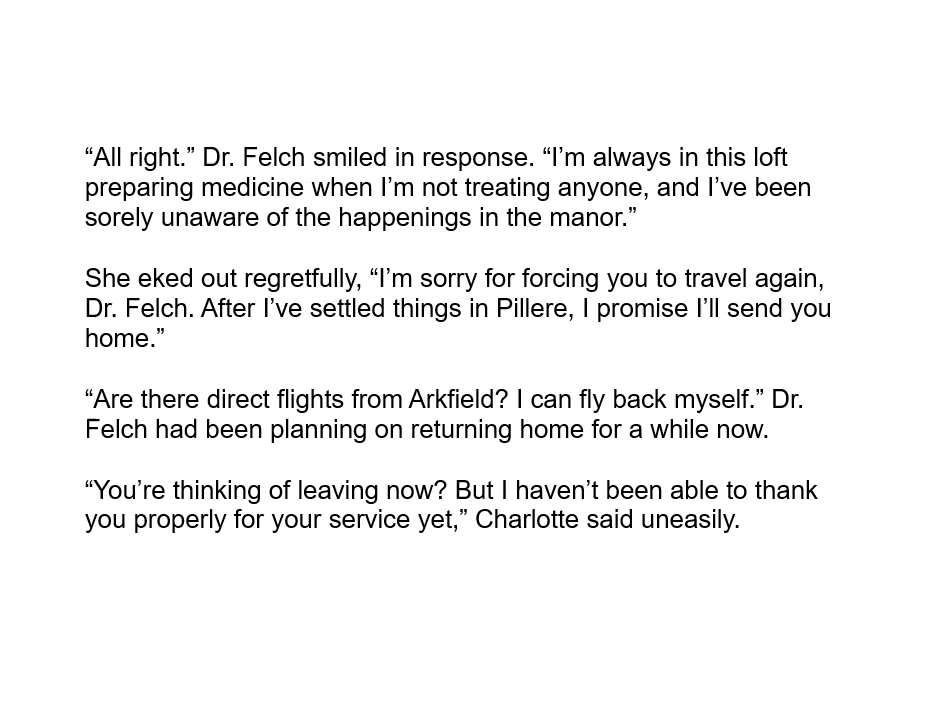 “All right.” Dr. Felch smiled in response. “I’m always in this loft
preparing medicine when I’m not treating anyone, and I’ve been
sorely unaware of the happenings in the manor.”
She eked out regretfully, “I’m sorry for forcing you to travel again,
Dr. Felch. After I’ve settled things in Pillere, I promise I’ll send you
home.”
“Are there direct flights from Arkfield? I can fly back myself.” Dr.
Felch had been planning on returning home for a while now.
“You’re thinking of leaving now? But I haven’t been able to thank
you properly for your service yet,” Charlotte said uneasily.